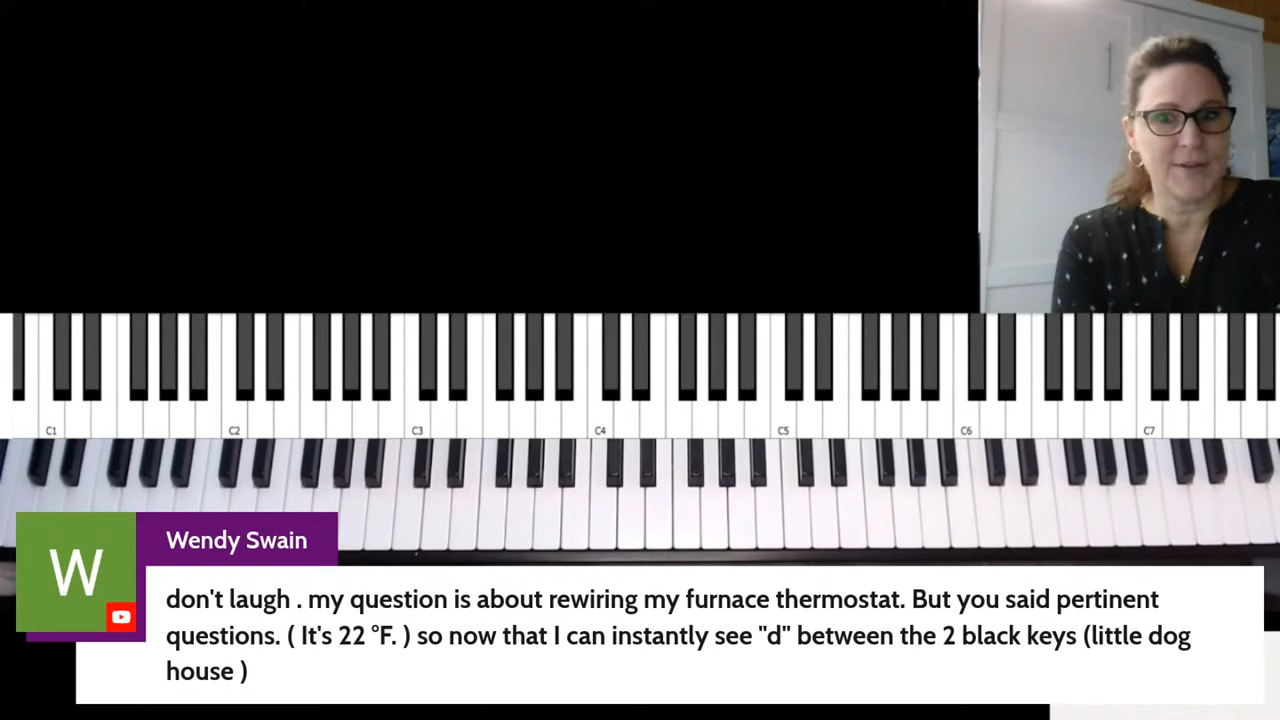 C1 C2 C3 C4 C5 C6 C7
W
Wendy Swain
don't laugh . my question is about rewiring my furnace thermostat. But you said pertinent
questions. ( It's 22 °F. ) so now that I can instantly see "d" between the 2 black keys (little dog
house )